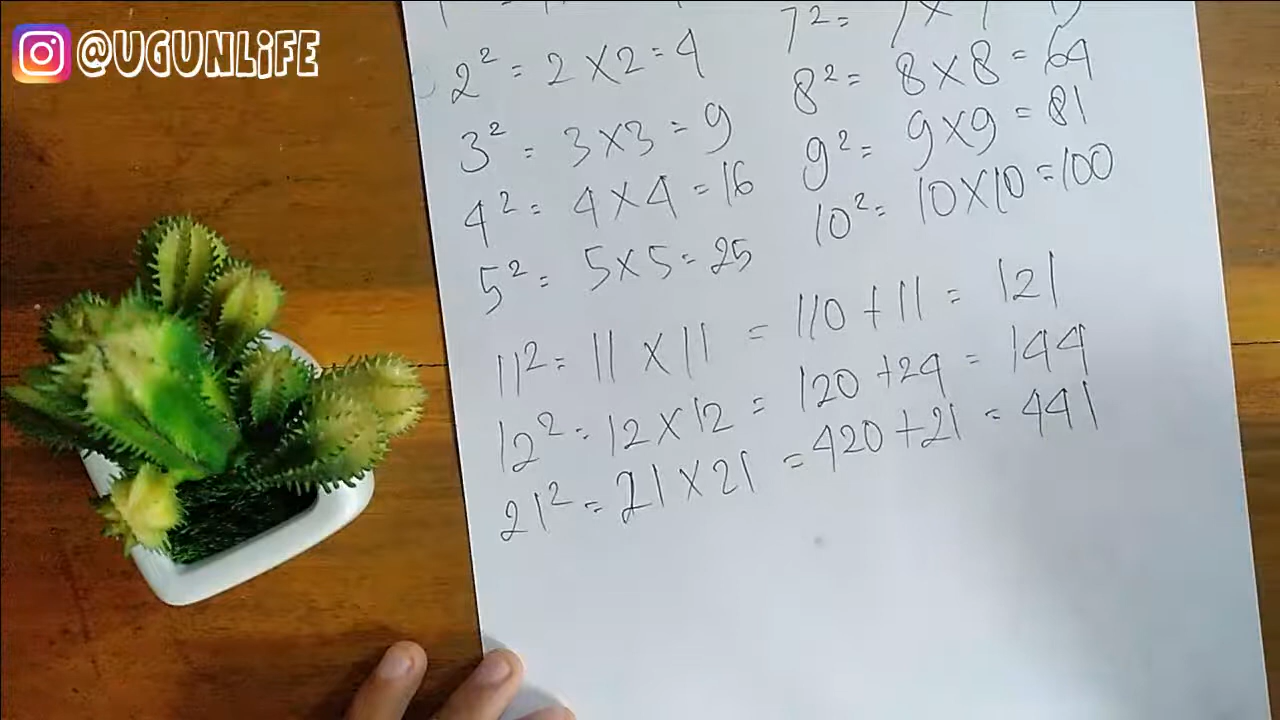 @UGUNLIFE
2² = 2 × 2 = 4
3² = 3×3 = 9
4² = 4 × 4 = 16
5² = 5×5 = 25
7² =
8² = 8 × 8 = 64
9² = 9×9 = 81
10² = 10×10 = 100
11² = 11 × 11 = 110 + 11 = 121
12² = 12 × 12 = 120 + 24 = 144
21² = 21 × 21 = 420 + 21 = 441